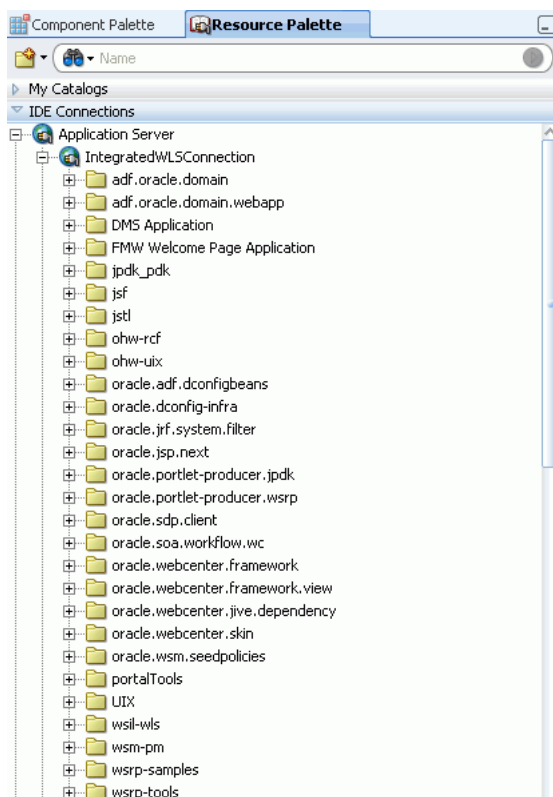 Component Palette
Resource Palette
Name
My Catalogs
IDE Connections
Application Server
IntegratedWLSConnection
adf.oracle.domain
adf.oracle.domain.webapp
DMS Application
FMW Welcome Page Application
jpdk_pdk
jsf
jstl
ohw-rcf
ohw-uix
oracle.adf.dconfigbeans
oracle.dconfig-infra
oracle.jrf.system.filter
oracle.jsp.next
oracle.portlet-producer.jpdk
oracle.portlet-producer.wsrp
oracle.sdp.client
oracle.soa.workflow.wc
oracle.webcenter.framework
oracle.webcenter.framework.view
oracle.webcenter.jive.dependency
oracle.webcenter.skin
oracle.wsm.seedpolicies
portalTools
UIX
wsil-wls
wsm-pm
wsrp-samples
wsrp-tools